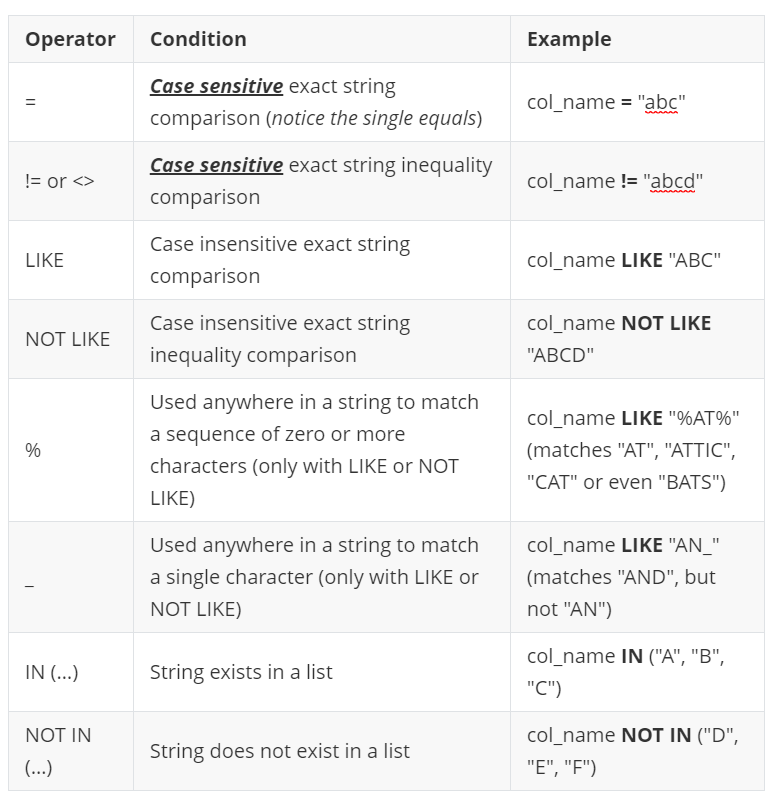 Operator Condition Example
= Case sensitive exact string col_name = "abc"
comparison (notice the single equals)
!= or <> Case sensitive exact string inequality col_name != "abcd"
comparison
LIKE Case insensitive exact string col_name LIKE "ABC"
comparison
NOT LIKE Case insensitive exact string col_name NOT LIKE
inequality comparison "ABCD"
% Used anywhere in a string to match col_name LIKE "%AT%"
a sequence of zero or more (matches "AT", "ATTIC",
characters (only with LIKE or NOT "CAT" or even "BATS")
LIKE)
_ Used anywhere in a string to match col_name LIKE "AN_"
a single character (only with LIKE or (matches "AND", but
NOT LIKE) not "AN")
IN (...) String exists in a list col_name IN ("A", "B",
"C")
NOT IN String does not exist in a list col_name NOT IN ("D",
(...) "E", "F")